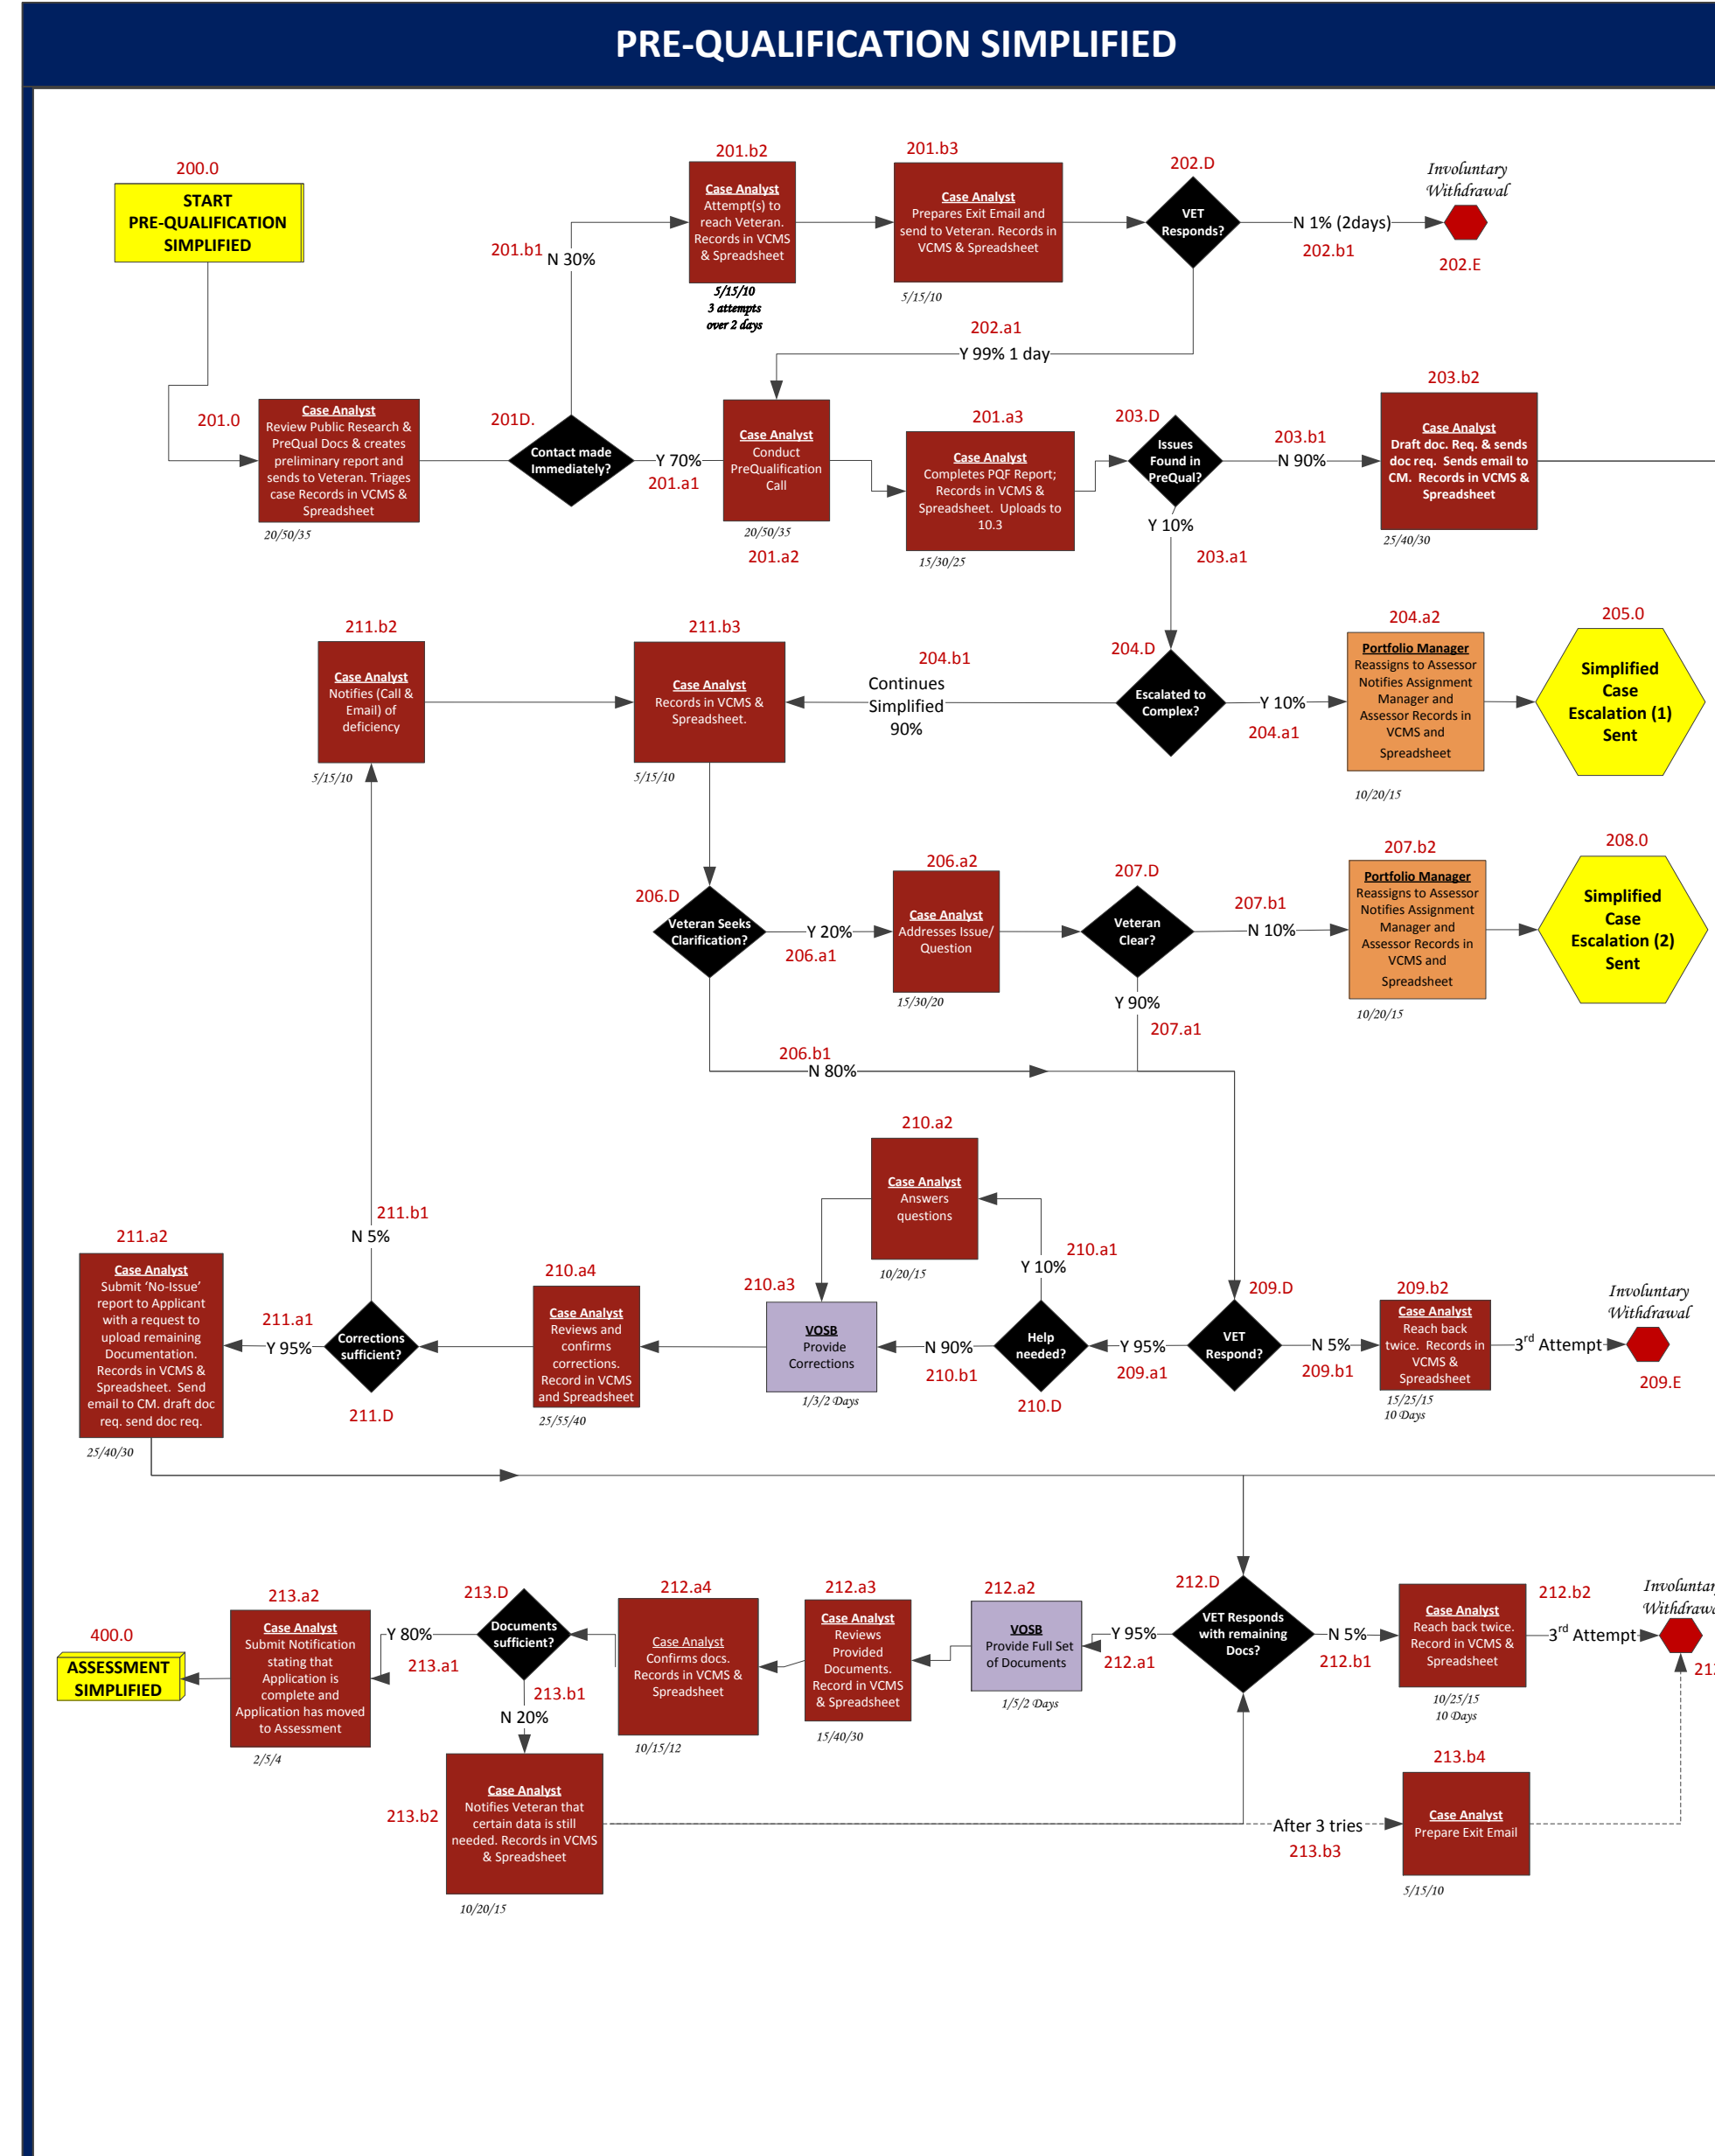 PRE-QUALIFICATION SIMPLIFIED
200.0
START
PRE-QUALIFICATION
SIMPLIFIED
201.b1
N 30%
201.b2
Case Analyst
Attempt(s) to
reach Veteran.
Records in VCMS
& Spreadsheet
5/15/10
3 attempts
over 2 days
201.b3
Case Analyst
Prepares Exit Email and
send to Veteran. Records in
VCMS & Spreadsheet
5/15/10
202.D
VET
Responds?
N 1% (2days)
202.b1
Involuntary
Withdrawal
202.E
202.a1
Y 99% 1 day
201.0
Case Analyst
Review Public Research &
PreQual Docs & creates
preliminary report and
sends to Veteran. Triages
case Records in VCMS &
Spreadsheet
20/50/35
201D.
Contact made
Immediately?
Y 70%
201.a1
Case Analyst
Conduct
PreQualification
Call
20/50/35
201.a2
201.a3
Case Analyst
Completes PQF Report;
Records in VCMS &
Spreadsheet. Uploads to
10.3
15/30/25
203.D
Issues
Found in
PreQual?
203.b1
N 90%
203.b2
Case Analyst
Draft doc. Req. & sends
doc req. Sends email to
CM. Records in VCMS &
Spreadsheet
25/40/30
Y 10%
203.a1
211.b2
Case Analyst
Notifies (Call &
Email) of
deficiency
5/15/10
211.b3
Case Analyst
Records in VCMS &
Spreadsheet.
5/15/10
204.b1
Continues
Simplified
90%
204.D
Escalated to
Complex?
Y 10%
204.a1
204.a2
Portfolio Manager
Reassigns to Assessor
Notifies Assignment
Manager and
Assessor Records in
VCMS and
Spreadsheet
10/20/15
205.0
Simplified
Case
Escalation (1)
Sent
206.D
Veteran Seeks
Clarification?
Y 20%
206.a1
206.a2
Case Analyst
Addresses Issue/
Question
15/30/20
207.D
Veteran
Clear?
207.b1
N 10%
207.b2
Portfolio Manager
Reassigns to Assessor
Notifies Assignment
Manager and
Assessor Records in
VCMS and
Spreadsheet
10/20/15
208.0
Simplified
Case
Escalation (2)
Sent
Y 90%
207.a1
206.b1
N 80%
210.a2
Case Analyst
Answers
questions
10/20/15
210.a1
Y 10%
211.b1
N 5%
211.a2
Case Analyst
Submit ‘No-Issue’
report to Applicant
with a request to
upload remaining
Documentation.
Records in VCMS &
Spreadsheet. Send
email to CM. draft doc
req. send doc req.
25/40/30
211.a1
Y 95%
Corrections
sufficient?
211.D
210.a4
Case Analyst
Reviews and
confirms
corrections.
Record in VCMS
and Spreadsheet
25/55/40
210.a3
VOSB
Provide
Corrections
1/3/2 Days
N 90%
210.b1
Help
needed?
210.D
Y 95%
209.a1
209.D
VET
Respond?
N 5%
209.b1
209.b2
Case Analyst
Reach back
twice. Records in
VCMS &
Spreadsheet
15/25/15
10 Days
3rd Attempt
Involuntary
Withdrawal
209.E
400.0
ASSESSMENT
SIMPLIFIED
213.a2
Case Analyst
Submit Notification
stating that
Application is
complete and
Application has moved
to Assessment
2/5/4
Y 80%
213.a1
213.D
Documents
sufficient?
213.b1
N 20%
212.a4
Case Analyst
Confirms docs.
Records in VCMS &
Spreadsheet
10/15/12
212.a3
Case Analyst
Reviews
Provided
Documents.
Record in VCMS
& Spreadsheet
15/40/30
212.a2
VOSB
Provide Full Set
of Documents
1/5/2 Days
Y 95%
212.a1
212.D
VET Responds
with remaining
Docs?
N 5%
212.b1
Case Analyst
Reach back twice.
Record in VCMS &
Spreadsheet
10/25/15
10 Days
212.b2
3rd Attempt
213.b2
Case Analyst
Notifies Veteran that
certain data is still
needed. Records in VCMS
& Spreadsheet
10/20/15
After 3 tries
213.b3
213.b4
Case Analyst
Prepare Exit Email
5/15/10